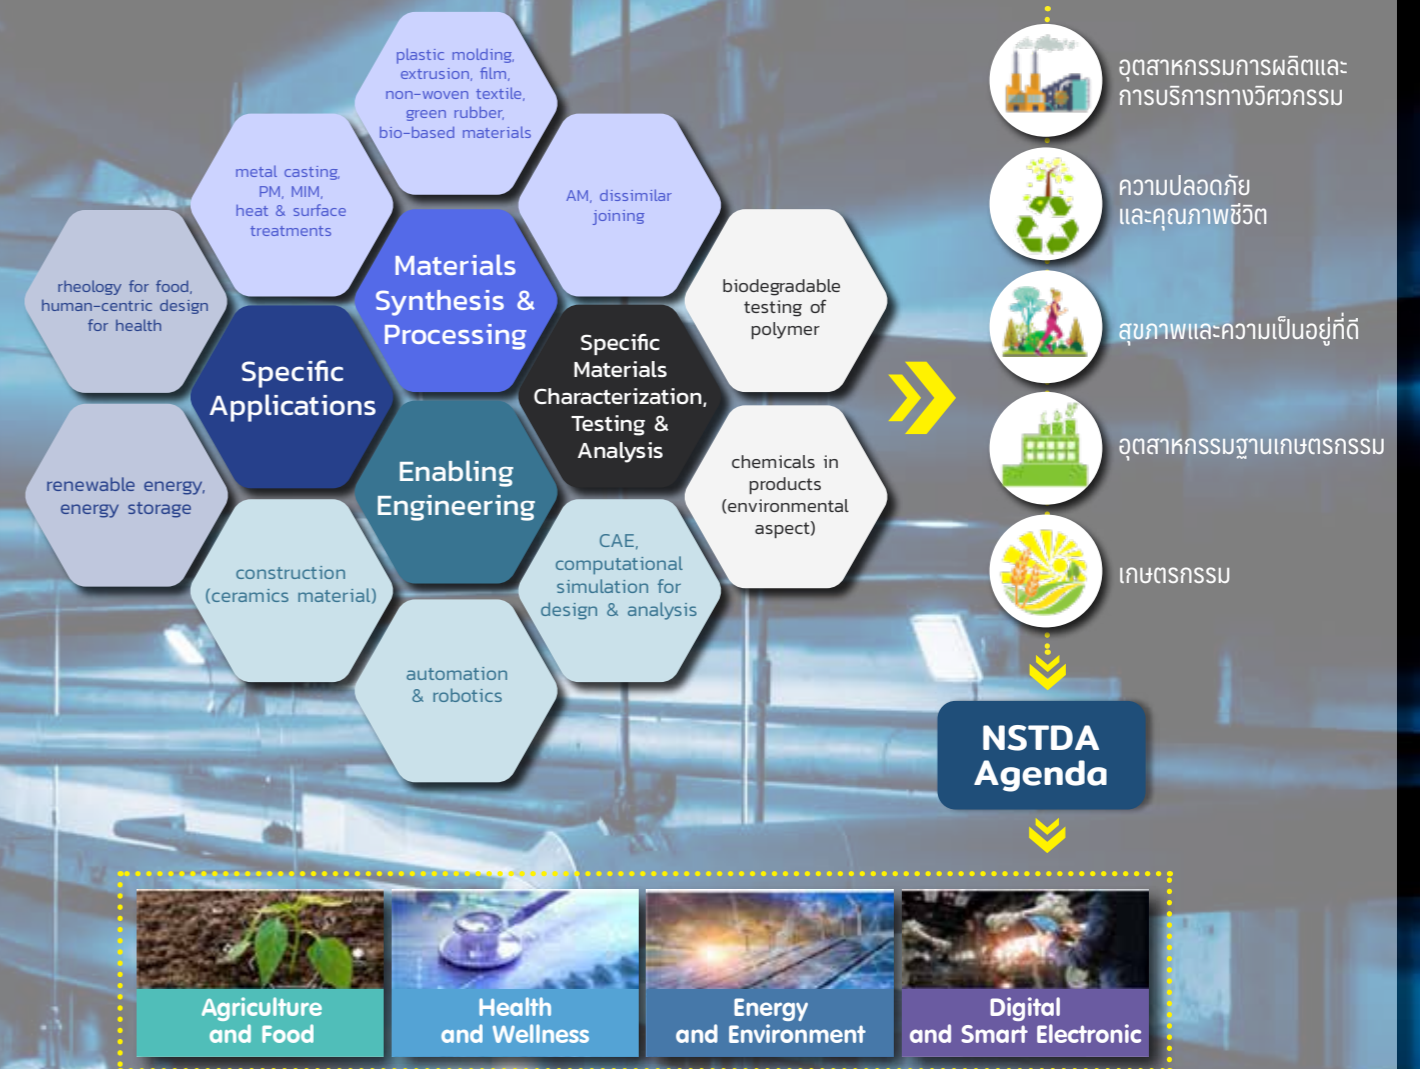 plastic molding,
extrusion, film,
non-woven textile,
green rubber,
bio-based materials
metal casting,
PM, MIM,
heat & surface
treatments
AM, dissimilar
joining
rheology for food,
human-centric design
for health
Materials
Synthesis &
Processing
biodegradable
testing of
polymer
Specific
Applications
Specific
Materials
Characterization,
Testing &
Analysis
renewable energy,
energy storage
Enabling
Engineering
chemicals in
products
(environmental
aspect)
construction
(ceramics material)
CAE,
computational
simulation for
design & analysis
automation
& robotics
อุตสาหกรรมการผลิตและ
การบริการทางวิศวกรรม
ความปลอดภัย
และคุณภาพชีวิต
สุขภาพและความเป็นอยู่ที่ดี
อุตสาหกรรมฐานเกษตรกรรม
เกษตรกรรม
NSTDA
Agenda
Agriculture
and Food
Health
and Wellness
Energy
and Environment
Digital
and Smart Electronic